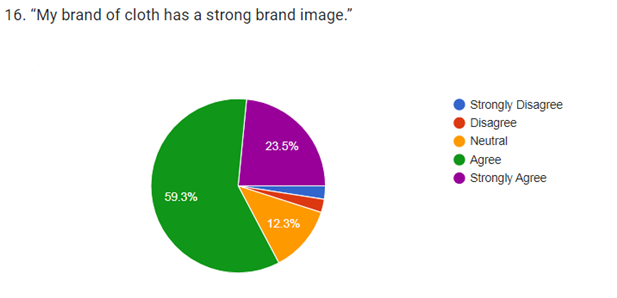 16. “My brand of cloth has a strong brand image.”
Strongly Disagree
Disagree
Neutral
Agree
Strongly Agree
23.5%
59.3%
12.3%